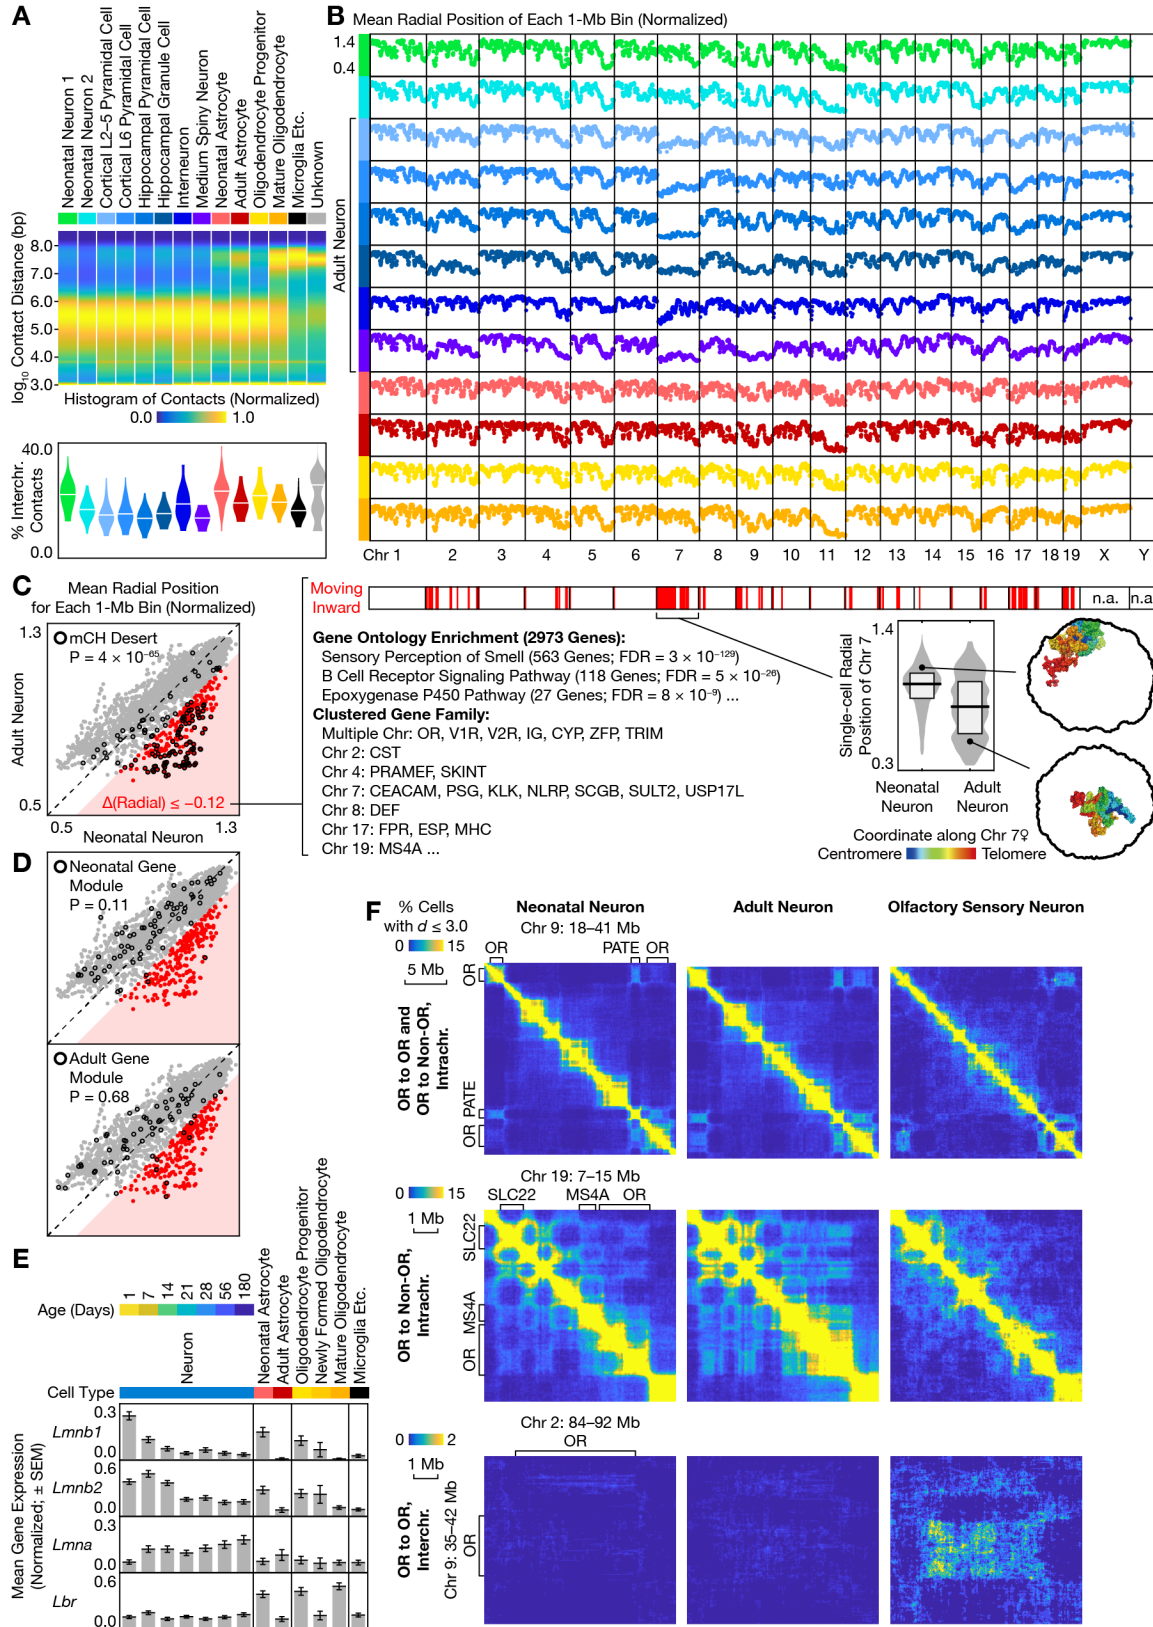 A
Neonatal Neuron 1
Neonatal Neuron 2
Cortical L2–5 Pyramidal Cell
Cortical L6 Pyramidal Cell
Hippocampal Pyramidal Cell
Hippocampal Granule Cell
Interneuron
Medium Spiny Neuron
Neonatal Astrocyte
Adult Astrocyte
Oligodendrocyte Progenitor
Mature Oligodendrocyte
Microglia Etc.
Unknown
log10 Contact Distance (bp)
8.0
7.0
6.0
5.0
4.0
3.0
Histogram of Contacts (Normalized)
0.0 1.0
% Interchr. Contacts
40.0
0.0
B
Mean Radial Position of Each 1-Mb Bin (Normalized)
1.4
0.4
Adult Neuron
Chr 1 2 3 4 5 6 7 8 9 10 11 12 13 14 15 16 17 18 19 X Y
C
Mean Radial Position
for Each 1-Mb Bin (Normalized)
1.3
mCH Desert
P = 4 × 10−65
Adult Neuron
Δ(Radial) ≤ −0.12
0.5
0.5 1.3
Neonatal Neuron
Moving
Inward
n.a. n.a.
Gene Ontology Enrichment (2973 Genes):
Sensory Perception of Smell (563 Genes; FDR = 3 × 10−129)
B Cell Receptor Signaling Pathway (118 Genes; FDR = 5 × 10−26)
Epoxygenase P450 Pathway (27 Genes; FDR = 8 × 10−9) ...
Clustered Gene Family:
Multiple Chr: OR, V1R, V2R, IG, CYP, ZFP, TRIM
Chr 2: CST
Chr 4: PRAMEF, SKINT
Chr 7: CEACAM, PSG, KLK, NLRP, SCGB, SULT2, USP17L
Chr 8: DEF
Chr 17: FPR, ESP, MHC
Chr 19: MS4A ...
Single-cell Radial
Position of Chr 7
1.4
0.3
Neonatal
Neuron
Adult
Neuron
Coordinate along Chr 7♀
Centromere Telomere
D
Neonatal Gene
Module
P = 0.11
Adult Gene
Module
P = 0.68
E
Age (Days)
1
7
14
21
28
56
180
Neuron
Neonatal Astrocyte
Adult Astrocyte
Oligodendrocyte Progenitor
Newly Formed Oligodendrocyte
Mature Oligodendrocyte
Microglia Etc.
Cell Type
Mean Gene Expression
(Normalized; ± SEM)
0.3
Lmnb1
0.0
0.6
Lmnb2
0.0
0.3
Lmna
0.0
0.6
Lbr
0.0
F
% Cells
with d ≤ 3.0
0 15
5 Mb
Neonatal Neuron
Adult Neuron
Olfactory Sensory Neuron
Chr 9: 18–41 Mb
OR PATE OR
OR
PATE
OR
OR to OR and
OR to Non-OR,
Intrachr.
Chr 19: 7–15 Mb
0 15
1 Mb
SLC22 MS4A OR
SLC22
MS4A
OR
OR to Non-OR,
Intrachr.
Chr 2: 84–92 Mb
OR
0 2
1 Mb
OR to OR,
Interchr.
Chr 9: 35–42 Mb
OR